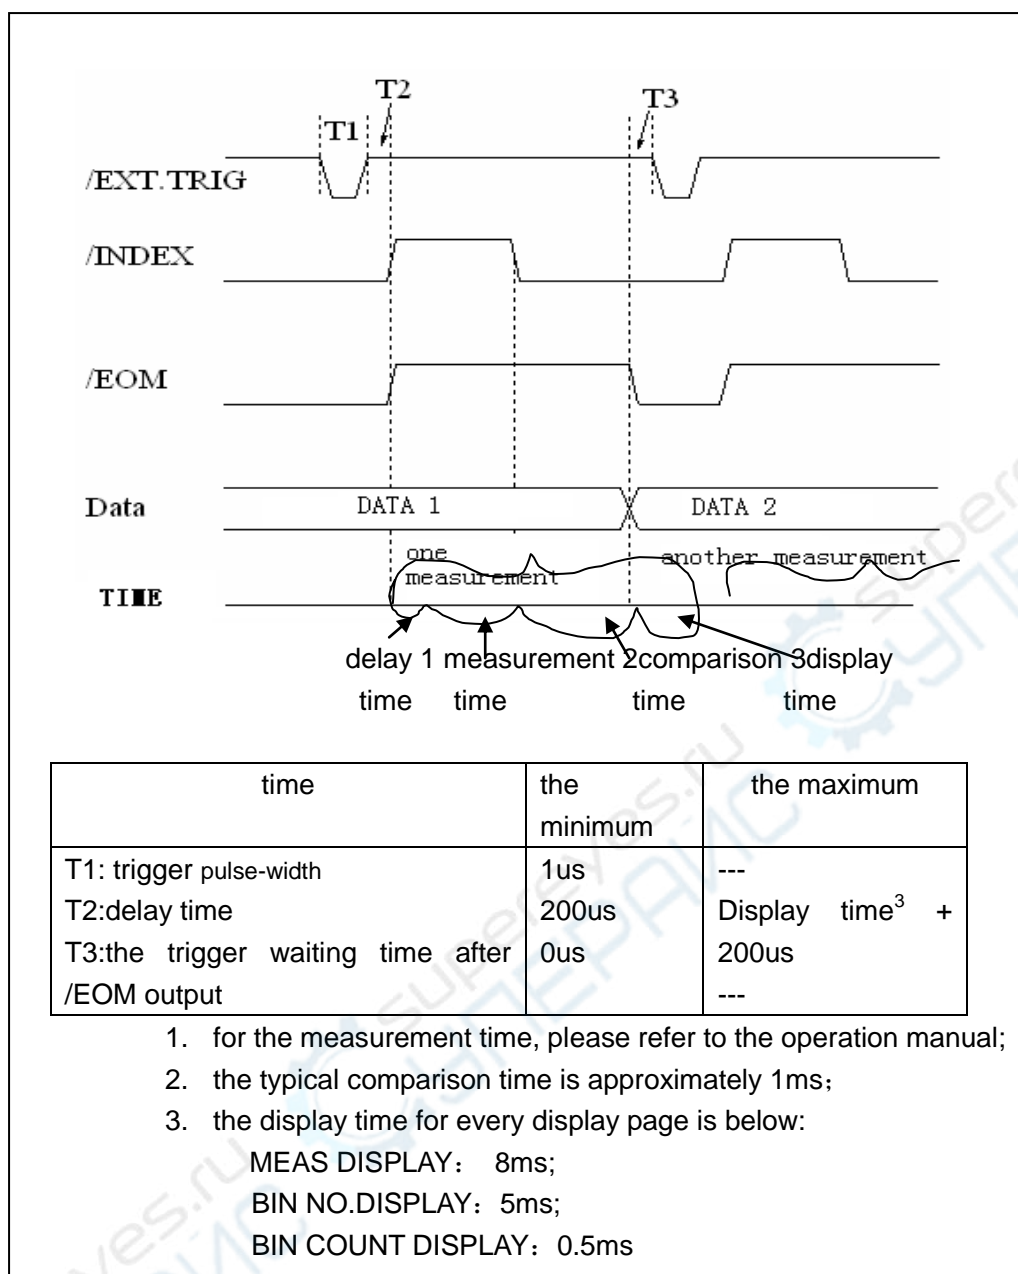 T2
T3
T1
/EXT.TRIG
/INDEX
/EOM
Data DATA 1 DATA 2
one another measurement
measurement
TIME
delay 1 measurement 2comparison 3display
time time time time
time the the maximum
minimum
T1: trigger pulse-width 1us ---
T2:delay time 200us Display time3 +
T3:the trigger waiting time after 0us 200us
/EOM output ---
1. for the measurement time, please refer to the operation manual;
2. the typical comparison time is approximately 1ms；
3. the display time for every display page is below:
MEAS DISPLAY： 8ms;
BIN NO.DISPLAY：5ms;
BIN COUNT DISPLAY：0.5ms
supereyes.ru
СУПЕРАЙС